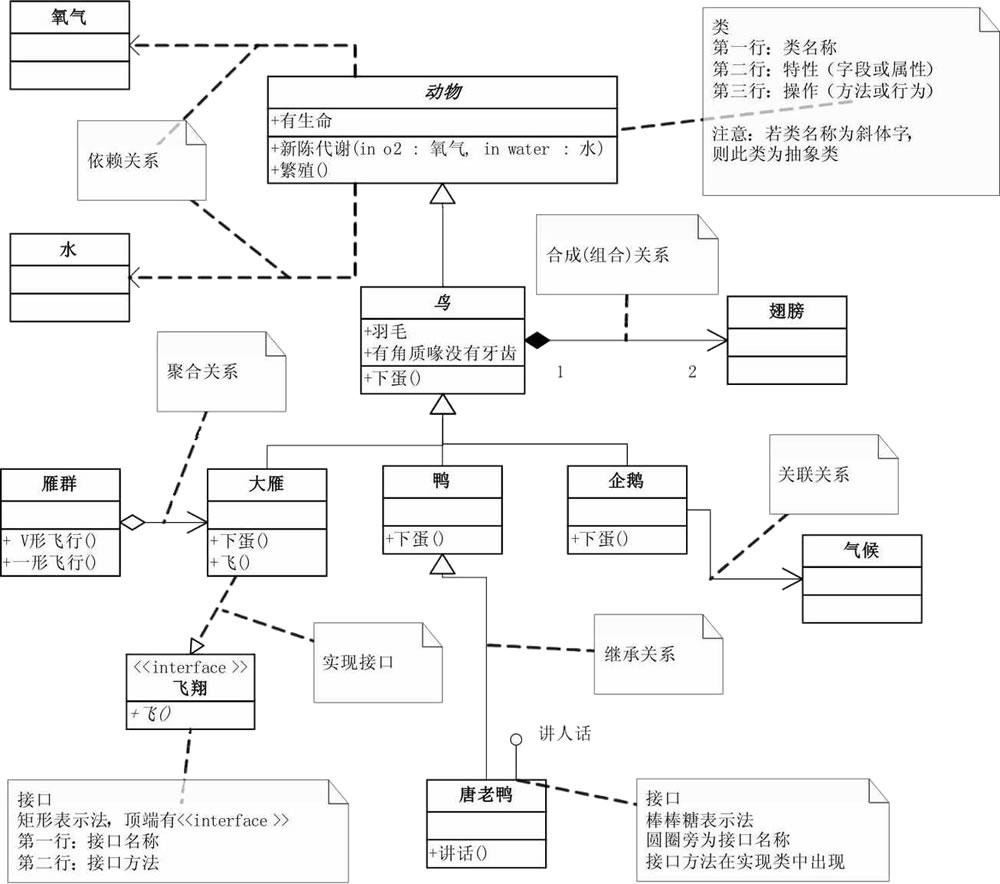 氧气
类
第一行：类名称
第二行：特性（字段或属性）
第三行：操作（方法或行为）
注意：若类名称为斜体字，
则此类为抽象类
动物
+有生命
+新陈代谢(in o2 : 氧气, in water : 水)
+繁殖()
依赖关系
水
合成(组合)关系
鸟
+羽毛
+有角质喙没有牙齿
+下蛋()
1
2
翅膀
聚合关系
雁群
+ V形飞行()
+一形飞行()
大雁
+下蛋()
+飞()
鸭
+下蛋()
企鹅
+下蛋()
关联关系
气候
<<interface >>
飞翔
+飞()
实现接口
继承关系
讲人话
唐老鸭
+讲话()
接口
矩形表示法，顶端有<<interface >>
第一行：接口名称
第二行：接口方法
接口
棒棒糖表示法
圆圈旁为接口名称
接口方法在实现类中出现